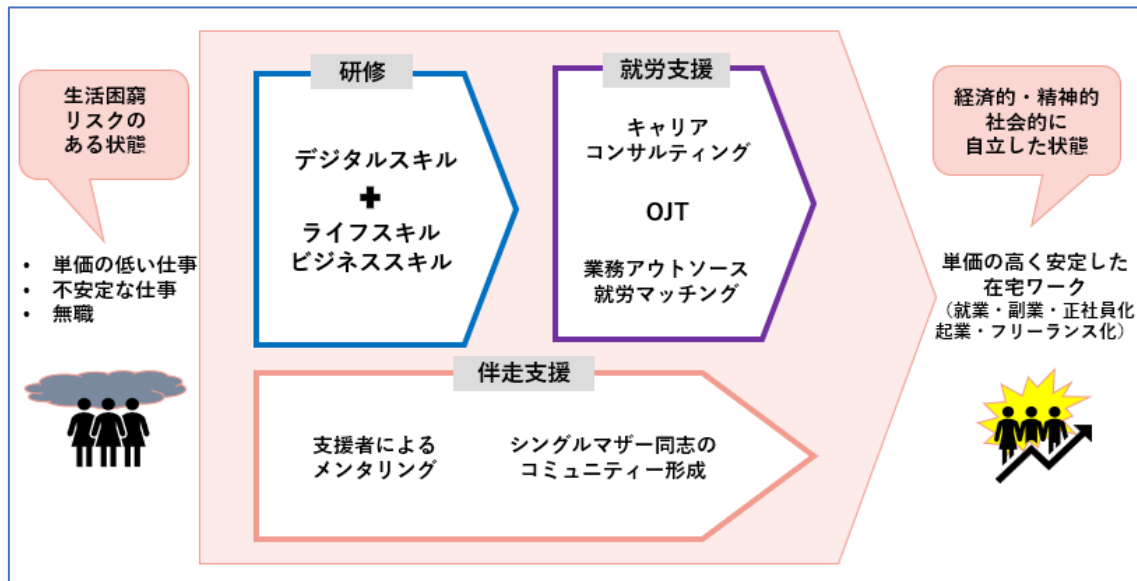 生活困窮
リスクの
ある状態
• 単価の低い仕事
• 不安定な仕事
• 無職
研修
デジタルスキル
+
ライフスキル
ビジネススキル
就労支援
キャリア
コンサルティング
OJT
業務アウトソース
就労マッチング
伴走支援
支援者による
メンタリング
シングルマザー同志の
コミュニティー形成
経済的・精神的
社会的に
自立した状態
単価の高く安定した
在宅ワーク
（就業・副業・正社員化
起業・フリーランス化）